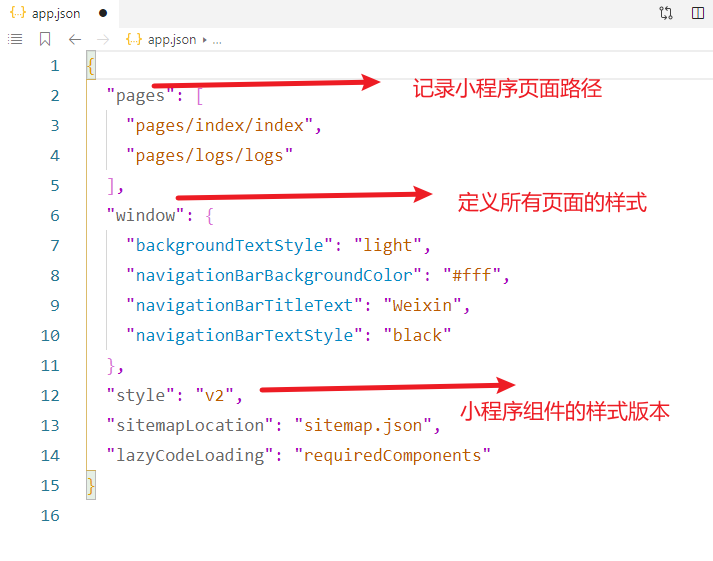 {..} app.json ●
{..} app.json ▸ ...
1 {
2 "pages": [
记录小程序页面路径
3 "pages/index/index",
4 "pages/logs/logs"
5 ],
6 "window": {
定义所有页面的样式
7 "backgroundTextStyle": "light",
8 "navigationBarBackgroundColor": "#fff",
9 "navigationBarTitleText": "Weixin",
10 "navigationBarTextStyle": "black"
11 },
12 "style": "v2",
小程序组件的样式版本
13 "sitemapLocation": "sitemap.json",
14 "lazyCodeLoading": "requiredComponents"
15 }
16